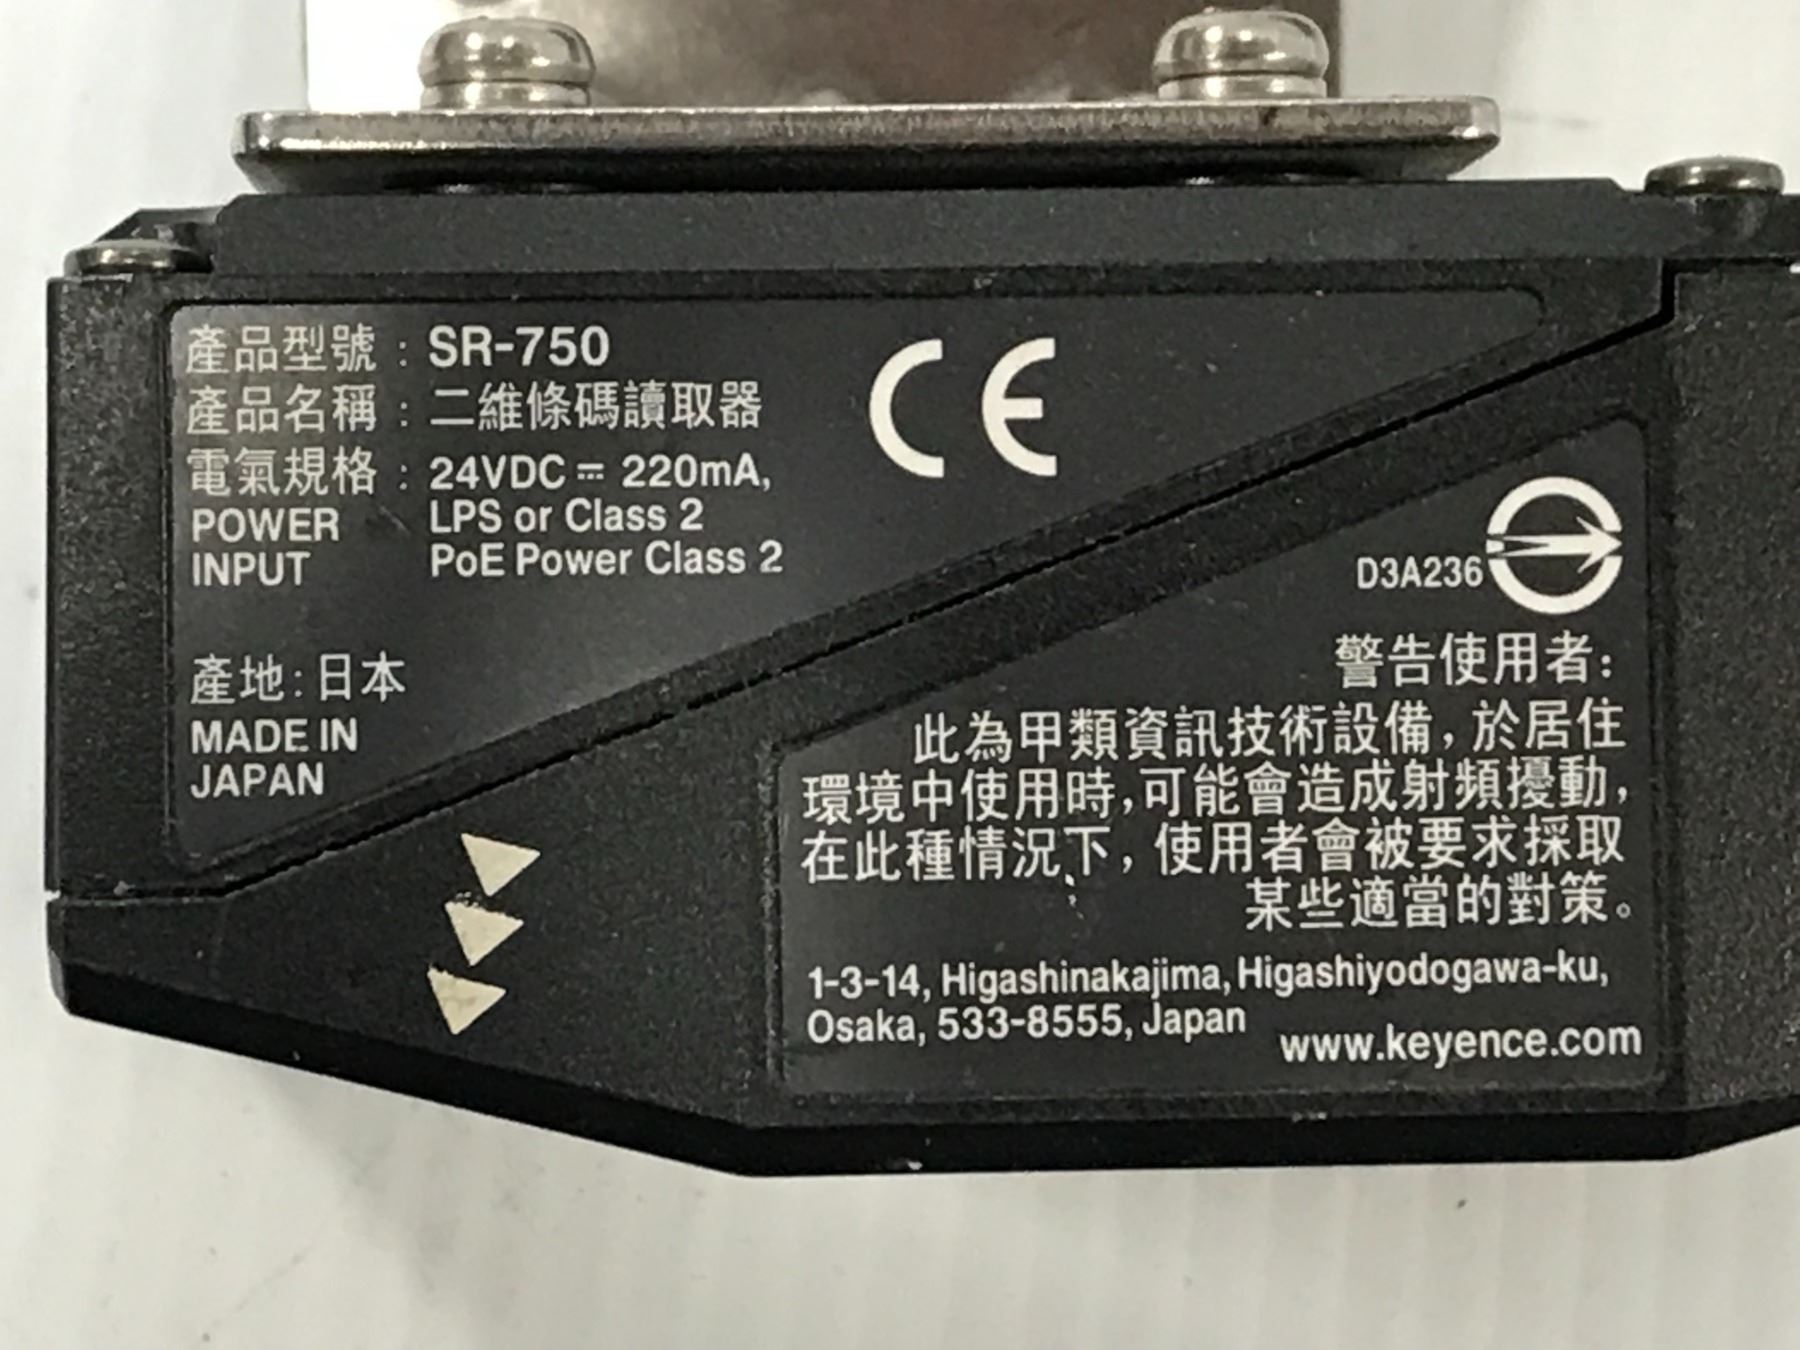 產品型號 : SR-750
產品名稱 : 二維條碼讀取器
電氣規格 : 24VDC ⎓ 220mA,
POWER LPS or Class 2
INPUT PoE Power Class 2
產地: 日本
MADE IN
JAPAN
CE
D3A236
警告使用者:
此為甲類資訊技術設備, 於居住
環境中使用時, 可能會造成射頻擾動,
在此種情況下, 使用者會被要求採取
某些適當的對策。
1-3-14, Higashinakajima, Higashiyodogawa-ku,
Osaka, 533-8555, Japan
www.keyence.com